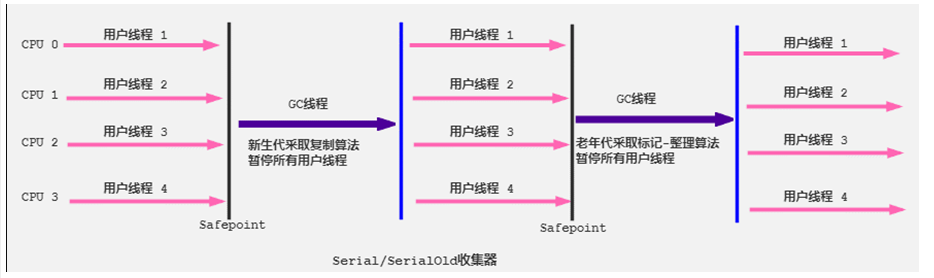 CPU 0
用户线程 1
用户线程 1
用户线程 1
CPU 1
用户线程 2
用户线程 2
用户线程 2
GC线程
GC线程
CPU 2
用户线程 3
新生代采取复制算法
暂停所有用户线程
用户线程 3
老年代采取标记-整理算法
暂停所有用户线程
用户线程 3
CPU 3
用户线程 4
用户线程 4
用户线程 4
Safepoint
Safepoint
Serial/SerialOld收集器